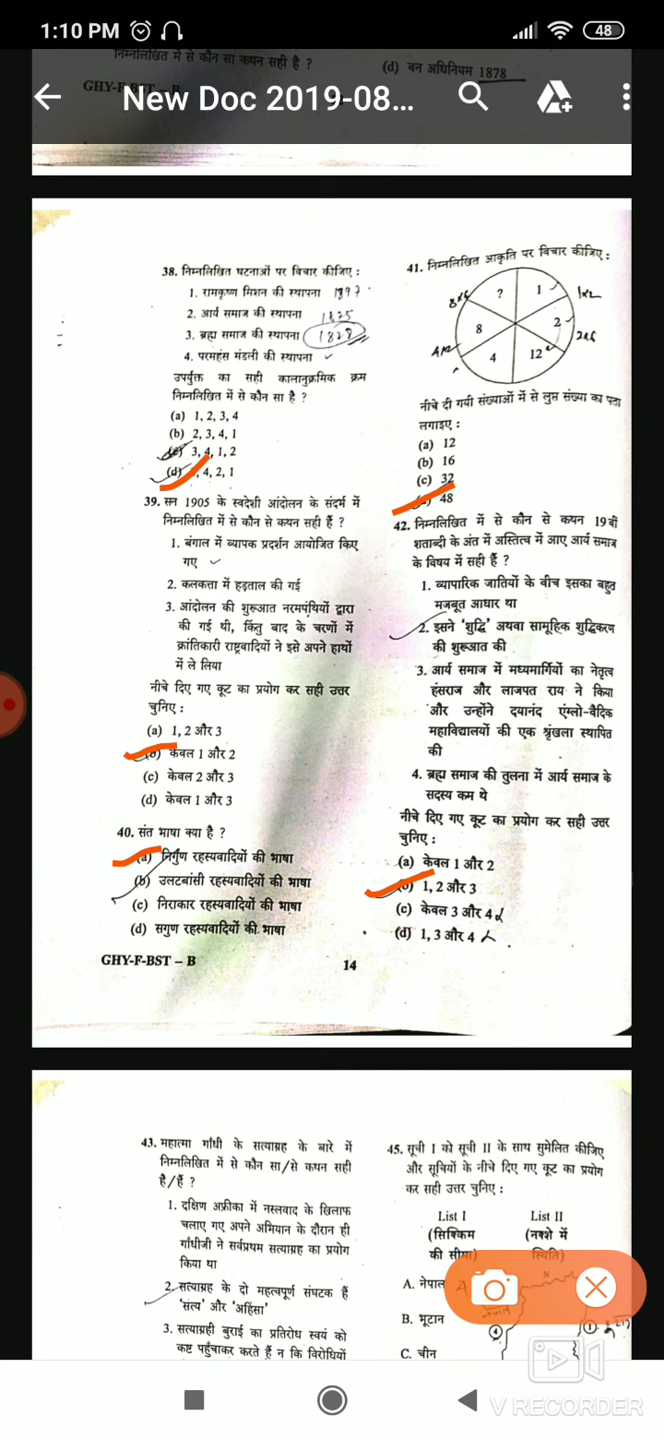 1:10 PM
48
निम्नलिखित में से कौन सा कथन सही है ?
(d) वन अधिनियम 1878
New Doc 2019-08...
38. निम्नलिखित घटनाओं पर विचार कीजिए :
1. रामकृष्ण मिशन की स्थापना 1897
2. आर्य समाज की स्थापना 1875
3. ब्रह्म समाज की स्थापना 1828
4. परमहंस मंडली की स्थापना
उपर्युक्त का सही कालानुक्रमिक क्रम
निम्नलिखित में से कौन सा है ?
(a) 1, 2, 3, 4
(b) 2, 3, 4, 1
(c) 3, 4, 1, 2
(d) , 4, 2, 1
39. सन 1905 के स्वदेशी आंदोलन के संदर्भ में
निम्नलिखित में से कौन से कथन सही हैं ?
1. बंगाल में व्यापक प्रदर्शन आयोजित किए
गए
2. कलकत्ता में हड़ताल की गई
3. आंदोलन की शुरूआत नरमपंथियों द्वारा
की गई थी, किंतु बाद के चरणों में
क्रांतिकारी राष्ट्रवादियों ने इसे अपने हाथों
में ले लिया
नीचे दिए गए कूट का प्रयोग कर सही उत्तर
चुनिए :
(a) 1, 2 और 3
(b) केवल 1 और 2
(c) केवल 2 और 3
(d) केवल 1 और 3
40. संत भाषा क्या है ?
(a) निर्गुण रहस्यवादियों की भाषा
(b) उलटबांसी रहस्यवादियों की भाषा
(c) निराकार रहस्यवादियों की भाषा
(d) सगुण रहस्यवादियों की भाषा
GHY-F-BST – B
14
41. निम्नलिखित आकृति पर विचार कीजिए :
? 1
8 2
4 12
8x6
1x2
2x6
4x12
नीचे दी गयी संख्याओं में से लुप्त संख्या का पता
लगाइए :
(a) 12
(b) 16
(c) 32
48
42. निम्नलिखित में से कौन से कथन 19वीं
शताब्दी के अंत में अस्तित्व में आए आर्य समाज
के विषय में सही हैं ?
1. व्यापारिक जातियों के बीच इसका बहुत
मजबूत आधार था
2. इसने 'शुद्धि' अथवा सामूहिक शुद्धिकरण
की शुरूआत की
3. आर्य समाज में मध्यमार्गियों का नेतृत्व
हंसराज और लाजपत राय ने किया
और उन्होंने दयानंद एंग्लो-वैदिक
महाविद्यालयों की एक श्रृंखला स्थापित
की
4. ब्रह्म समाज की तुलना में आर्य समाज के
सदस्य कम थे
नीचे दिए गए कूट का प्रयोग कर सही उत्तर
चुनिए :
(a) केवल 1 और 2
(b) 1, 2 और 3
(c) केवल 3 और 4
(d) 1, 3 और 4
43. महात्मा गाँधी के सत्याग्रह के बारे में
निम्नलिखित में से कौन सा/से कथन सही
है/हैं ?
1. दक्षिण अफ्रीका में नस्लवाद के खिलाफ
चलाए गए अपने अभियान के दौरान ही
गाँधीजी ने सर्वप्रथम सत्याग्रह का प्रयोग
किया था
2. सत्याग्रह के दो महत्वपूर्ण संघटक हैं
'सत्य' और 'अहिंसा'
3. सत्याग्रही बुराई का प्रतिरोध स्वयं को
कष्ट पहुँचाकर करते हैं न कि विरोधियों
45. सूची I को सूची II के साथ सुमेलित कीजिए
और सूचियों के नीचे दिए गए कूट का प्रयोग
कर सही उत्तर चुनिए :
List I List II
(सिक्किम (नक्शे में
की सीमा) स्थिति)
A. नेपाल 4
B. भूटान
C. चीन
N
4
1
V RECORDER